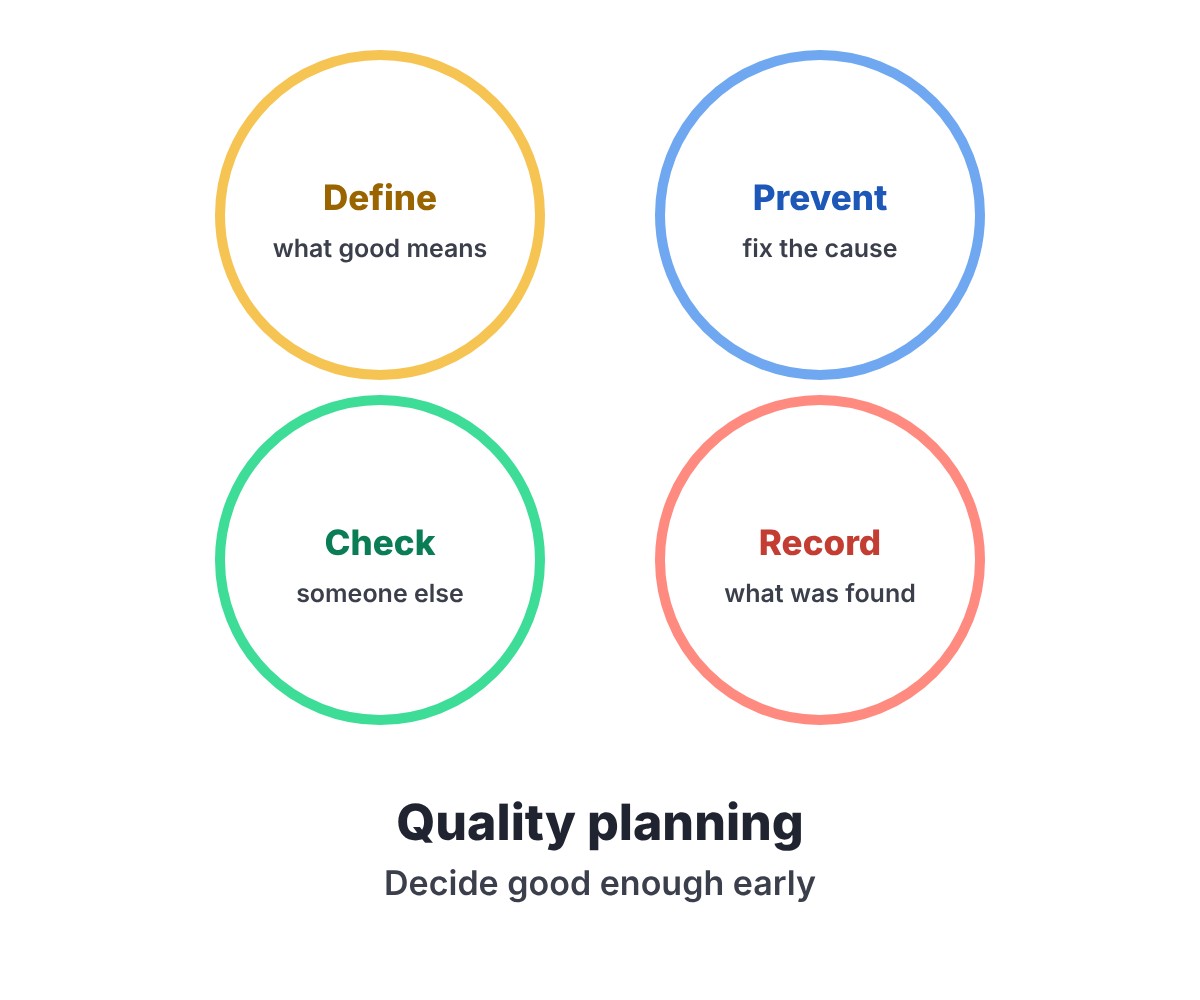 Define
what good means
Prevent
fix the cause
Check
someone else
Record
what was found
Quality planning
Decide good enough early